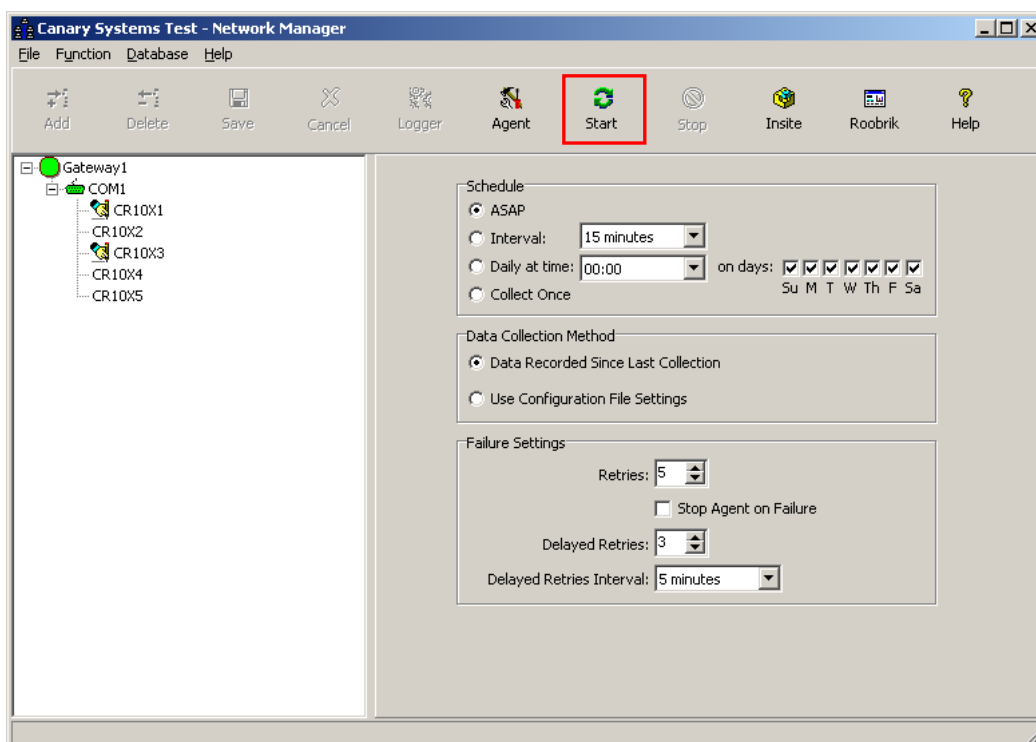 Canary Systems Test - Network Manager
File Function Database Help
Add Delete Save Cancel Logger Agent Start Stop Insite Roobrik Help
Gateway1
COM1
CR10X1
CR10X2
CR10X3
CR10X4
CR10X5
Schedule
ASAP
Interval: 15 minutes
Daily at time: 00:00 on days:
Su M T W Th F Sa
Collect Once
Data Collection Method
Data Recorded Since Last Collection
Use Configuration File Settings
Failure Settings
Retries: 5
Stop Agent on Failure
Delayed Retries: 3
Delayed Retries Interval: 5 minutes